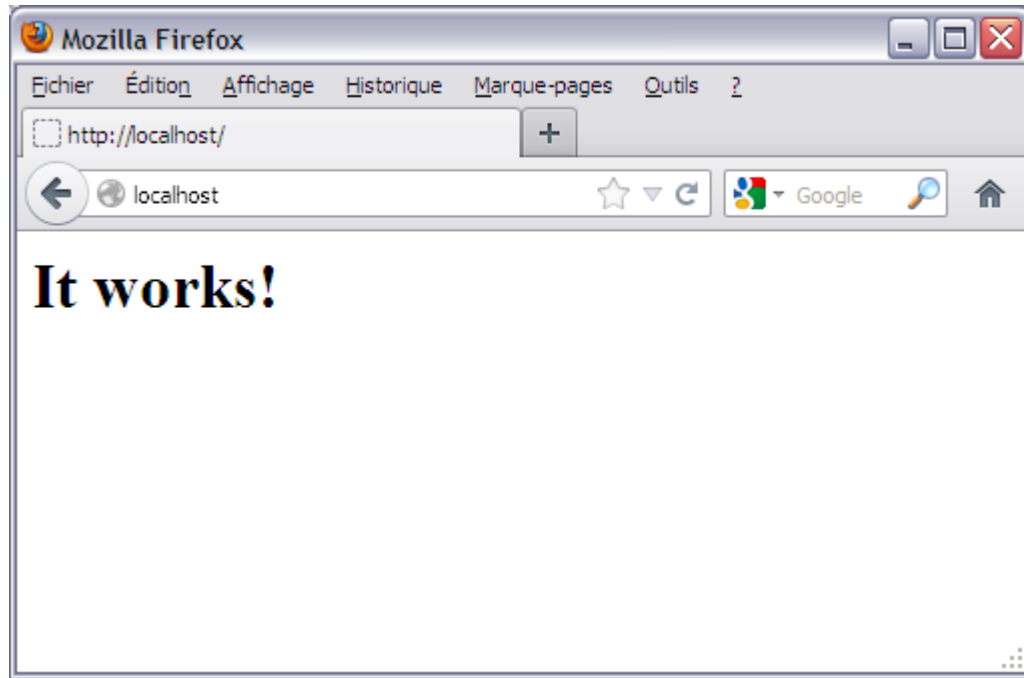 Mozilla Firefox
Fichier Édition Affichage Historique Marque-pages Outils ?
http://localhost/
localhost Google
It works!